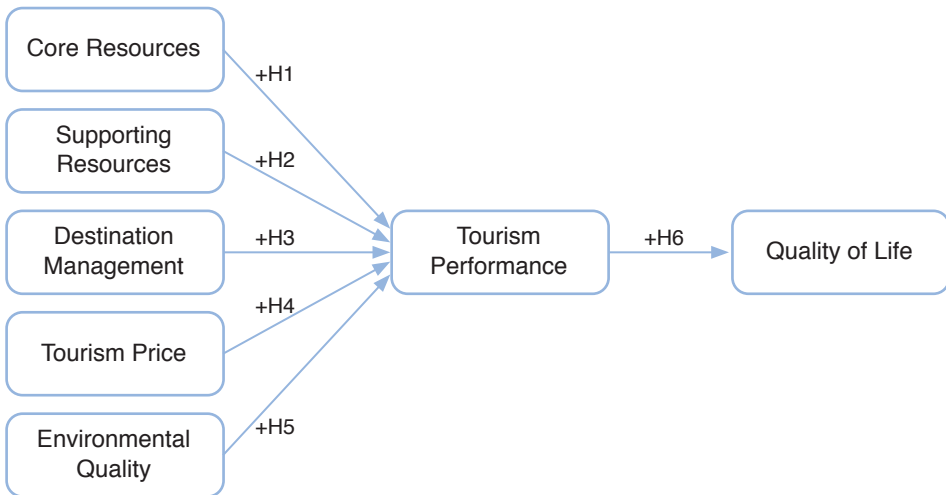 Core Resources
+H1
Supporting
Resources
+H2
Destination
Management
+H3
Tourism Price
+H4
Environmental
Quality
+H5
Tourism
Performance
+H6
Quality of Life